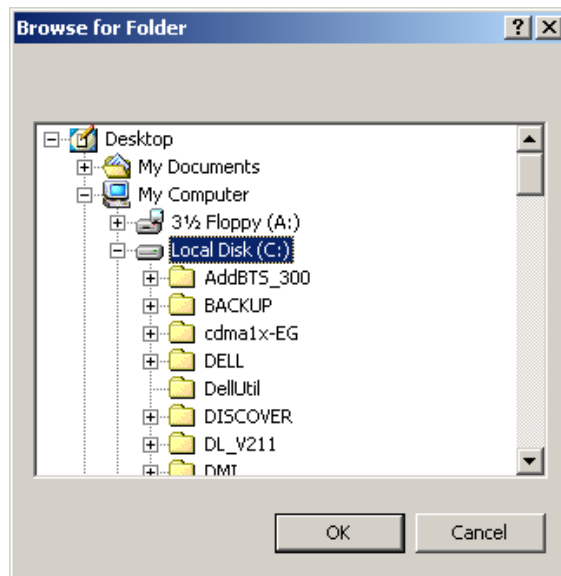 Browse for Folder
Desktop
My Documents
My Computer
3½ Floppy (A:)
Local Disk (C:)
AddBTS_300
BACKUP
cdma1x-EG
DELL
DellUtil
DISCOVER
DL_V211
DMI
OK Cancel